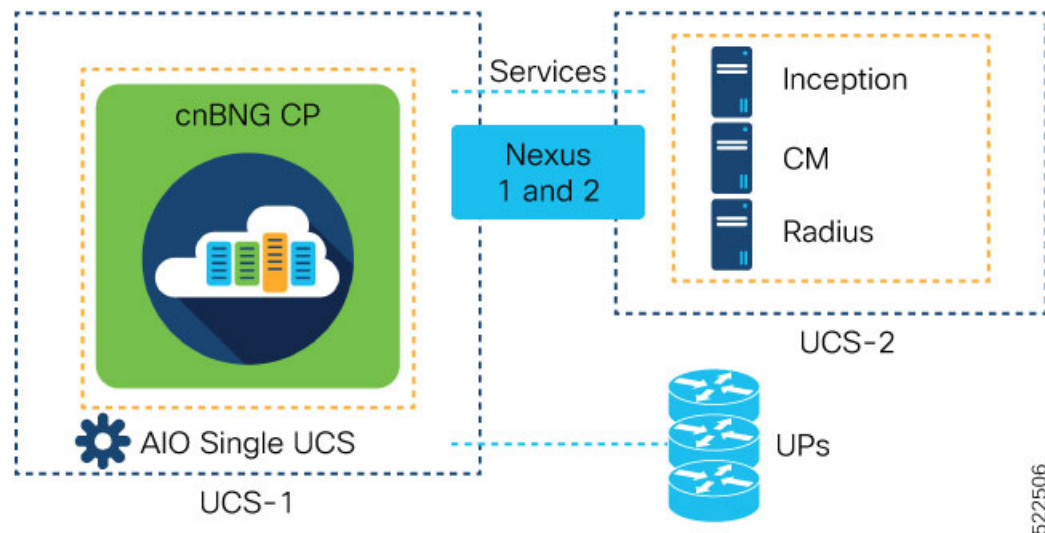 cnBNG CP
AIO Single UCS
UCS-1
Services
Nexus
1 and 2
Inception
CM
Radius
UCS-2
UPs
522506